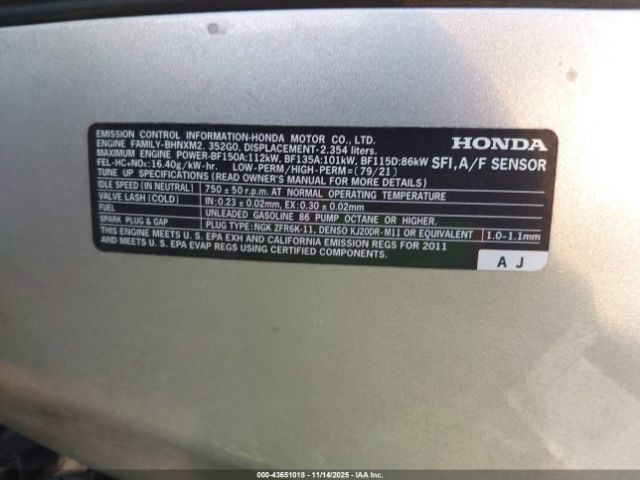 EMISSION CONTROL INFORMATION-HONDA MOTOR CO., LTD.
ENGINE FAMILY-BHNXM2. 352G0, DISPLACEMENT-2.354 liters.
MAXIMUM ENGINE POWER-BF150A:112kW, BF135A:101kW, BF115D:86kW
FEL-HC+NOx:16.40g/kW-hr. LOW-PERM/HIGH-PERM=(79/21)
HONDA
SFI, A/F SENSOR
TUNE UP SPECIFICATIONS (READ OWNER'S MANUAL FOR DETAILS)
IDLE SPEED (IN NEUTRAL) 750 ± 50 r.p.m. AT NORMAL OPERATING TEMPERATURE
VALVE LASH (COLD) IN:0.23 ± 0.02mm, EX:0.30 ± 0.02mm
FUEL UNLEADED GASOLINE 86 PUMP OCTANE OR HIGHER.
SPARK PLUG & GAP PLUG TYPE:NGK ZFR6K-11, DENSO KJ20DR-M11 OR EQUIVALENT 1.0-1.1mm
THIS ENGINE MEETS U. S. EPA EXH AND CALIFORNIA EMISSION REGS FOR 2011
AND MEETS U. S. EPA EVAP REGS USING CERTIFIED COMPONENTS.
A J
000-43651018 - 11/14/2025 - IAAI.COM